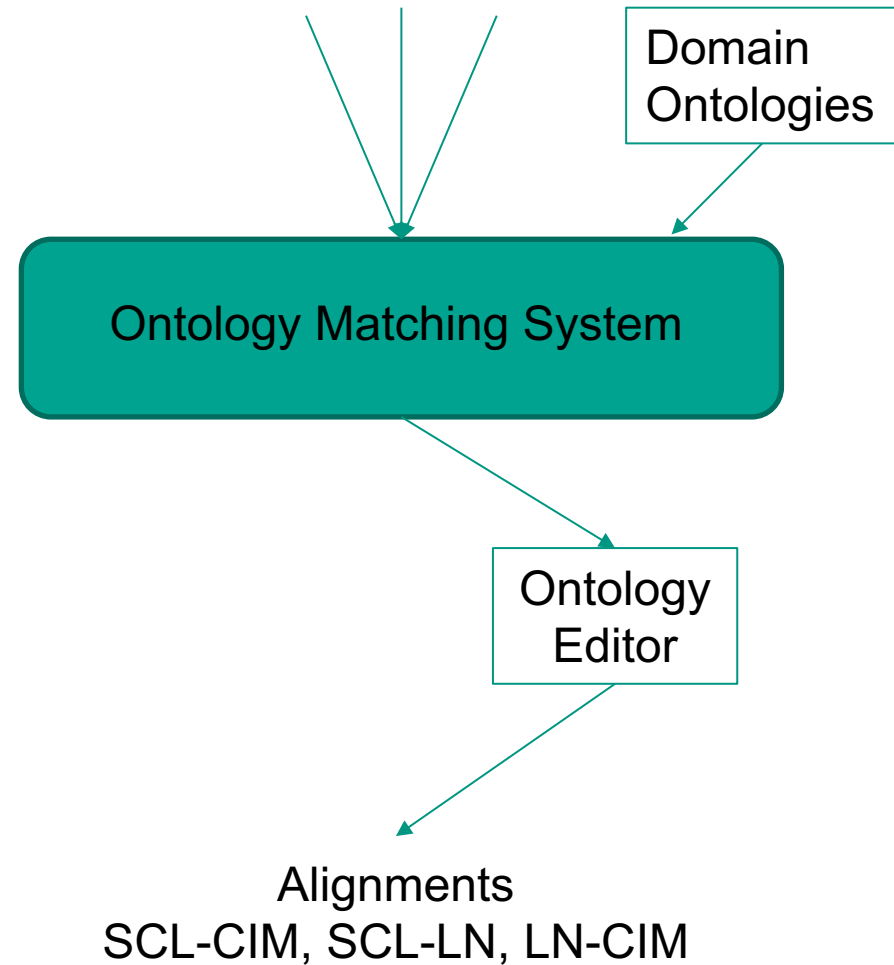 Domain
Ontologies
Ontology Matching System
Ontology
Editor
Alignments
SCL-CIM, SCL-LN, LN-CIM